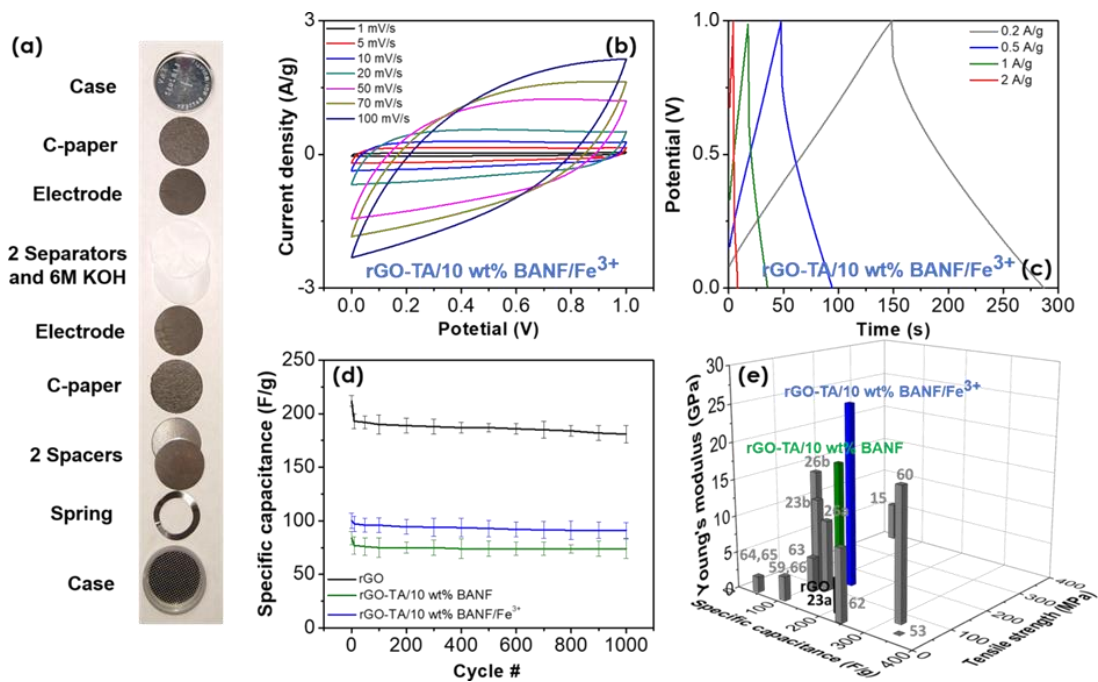 (a)
Case
C-paper
Electrode
2 Separators
and 6M KOH
Electrode
C-paper
2 Spacers
Spring
Case
(b)
1 mV/s
5 mV/s
10 mV/s
20 mV/s
50 mV/s
70 mV/s
100 mV/s
Current density (A/g)
3
0
-3
rGO-TA/10 wt% BANF/Fe³⁺
0.0 0.2 0.4 0.6 0.8 1.0
Potetial (V)
(c)
0.2 A/g
0.5 A/g
1 A/g
2 A/g
Potential (V)
1.0
0.5
0.0
rGO-TA/10 wt% BANF/Fe³⁺
0 50 100 150 200 250 300
Time (s)
(d)
Specific capacitance (F/g)
250
200
150
100
50
0
rGO
rGO-TA/10 wt% BANF
rGO-TA/10 wt% BANF/Fe³⁺
0 200 400 600 800 1000
Cycle #
(e)
Young's modulus (GPa)
30
25
20
15
10
5
0
rGO-TA/10 wt% BANF/Fe³⁺
rGO-TA/10 wt% BANF
26b
60
23b
26a
15
63
64,65
59,66
rGO
23a
62
53
100
200
300
400
Specific capacitance (F/g)
0
100
200
300
400
Tensile strength (MPa)